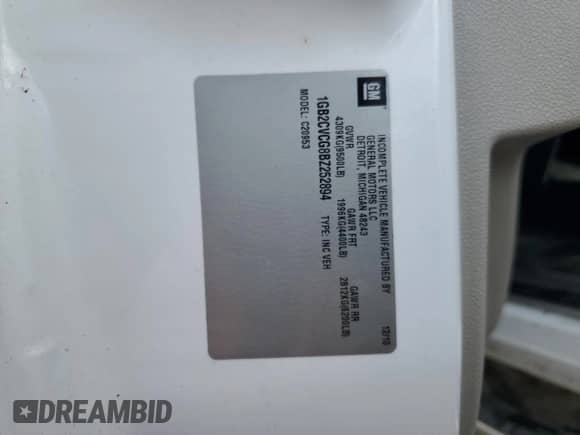 GM
INCOMPLETE VEHICLE MANUFACTURED BY
GENERAL MOTORS LLC
DETROIT, MICHIGAN 48243
12/10
GVWR GAWR FRT GAWR RR
4309KG(9500LB) 1996KG(4400LB) 2812KG(6200LB)
1GB2CVCG8BZ252894 TYPE: INC VEH
MODEL: C20953
DREAMBID